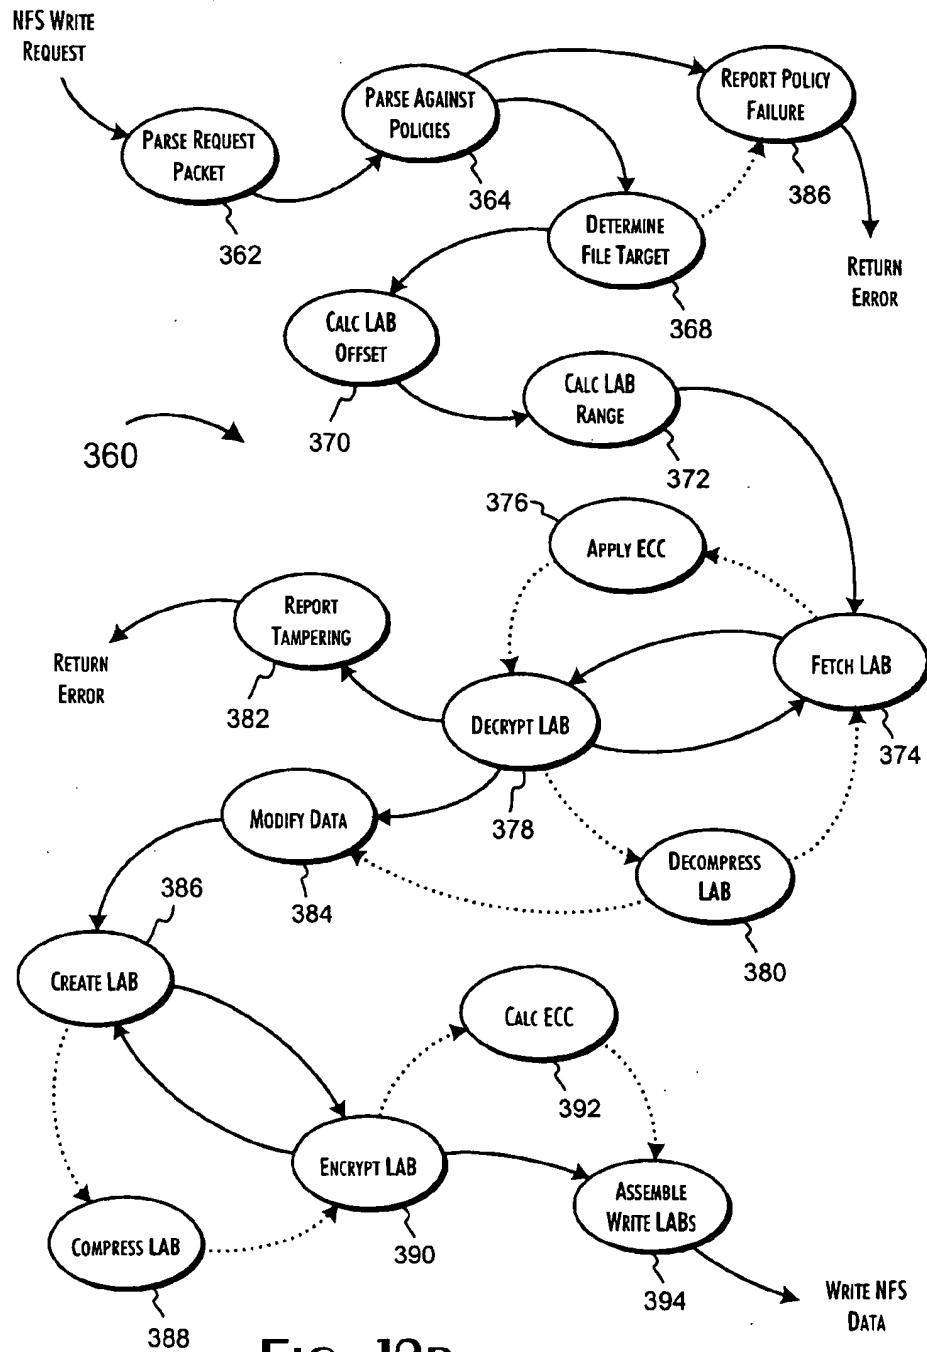 NFS WRITE
REQUEST
PARSE REQUEST
PACKET
362
PARSE AGAINST
POLICIES
364
REPORT POLICY
FAILURE
386
RETURN
ERROR
DETERMINE
FILE TARGET
368
CALC LAB
OFFSET
370
CALC LAB
RANGE
372
360
376
APPLY ECC
REPORT
TAMPERING
382
RETURN
ERROR
FETCH LAB
374
DECRYPT LAB
378
MODIFY DATA
384
DECOMPRESS
LAB
380
386
CREATE LAB
CALC ECC
392
ENCRYPT LAB
390
ASSEMBLE
WRITE LABs
394
COMPRESS LAB
388
WRITE NFS
DATA